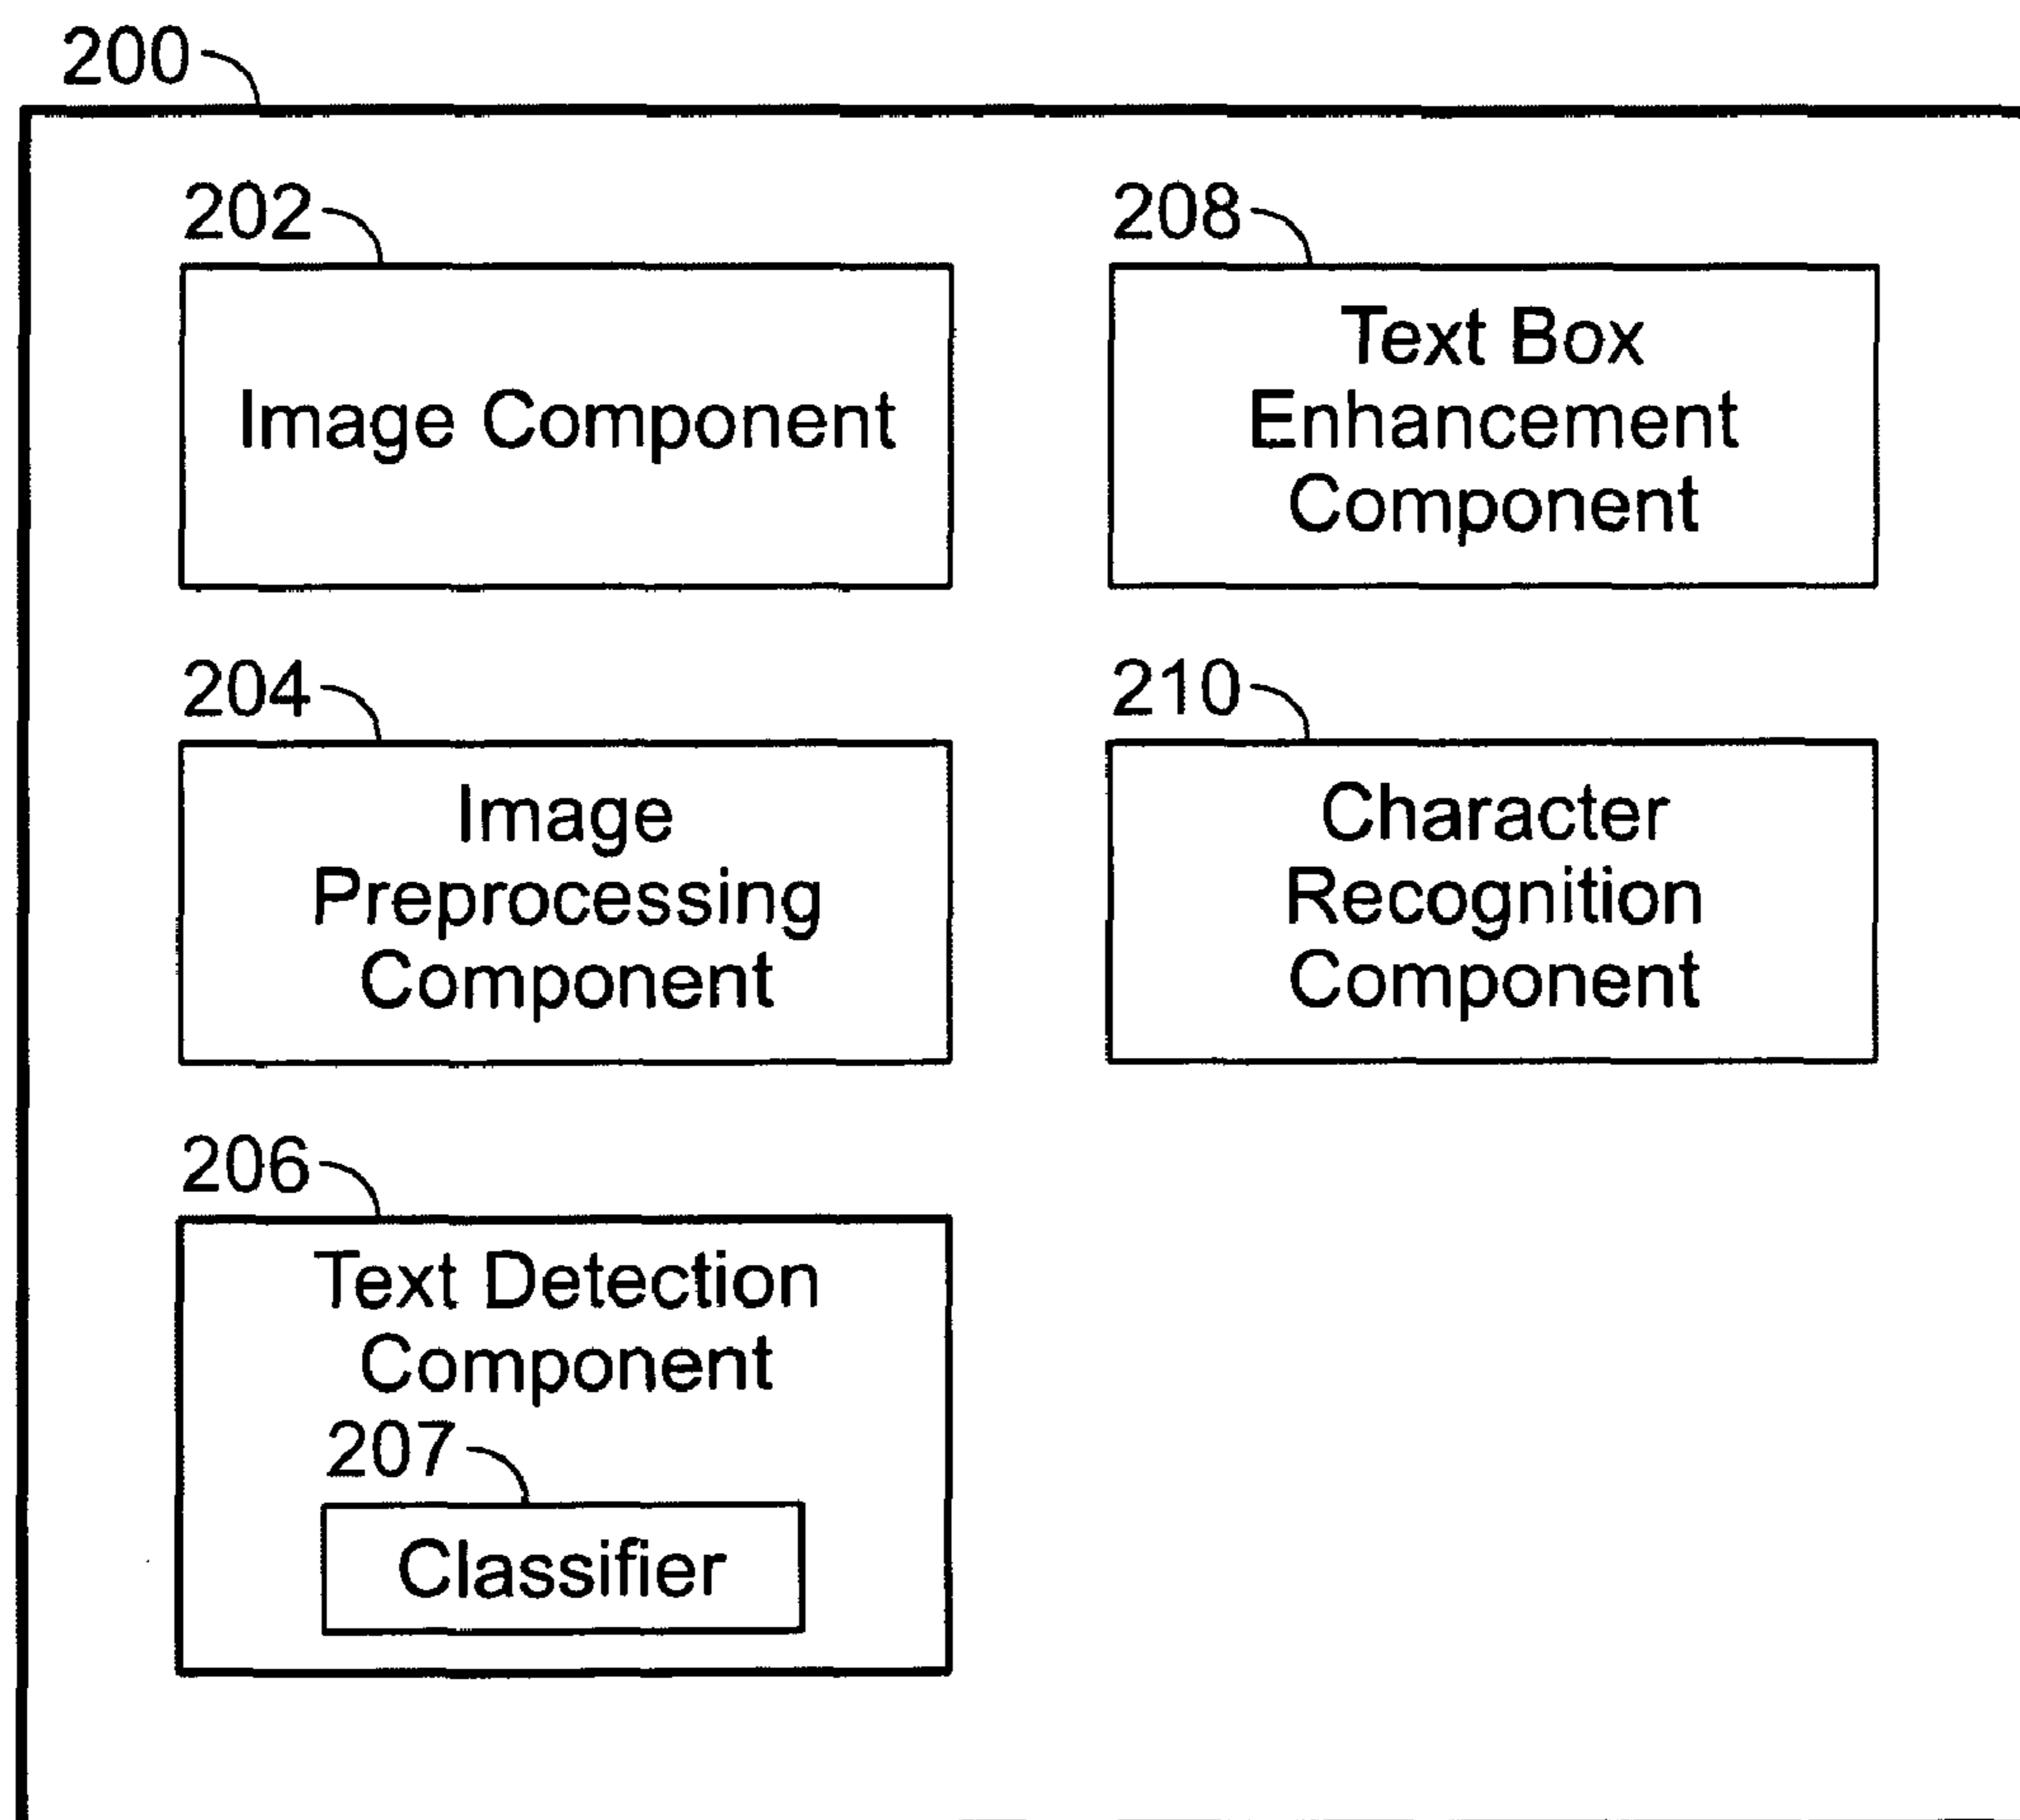 200
202
Image Component
208
Text Box
Enhancement
Component
204
Image
Preprocessing
Component
210
Character
Recognition
Component
206
Text Detection
Component
207
Classifier